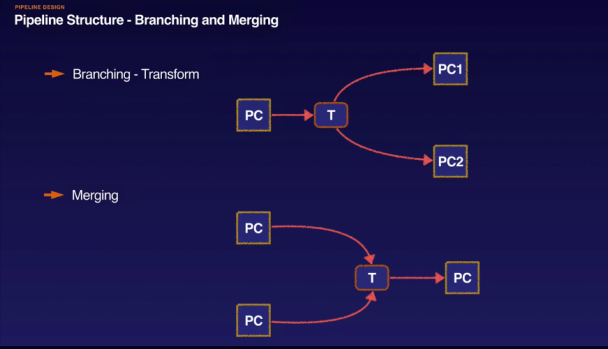 PIPELINE DESIGN
Pipeline Structure - Branching and Merging
Branching - Transform
PC1
PC
T
PC2
Merging
PC
T
PC
PC